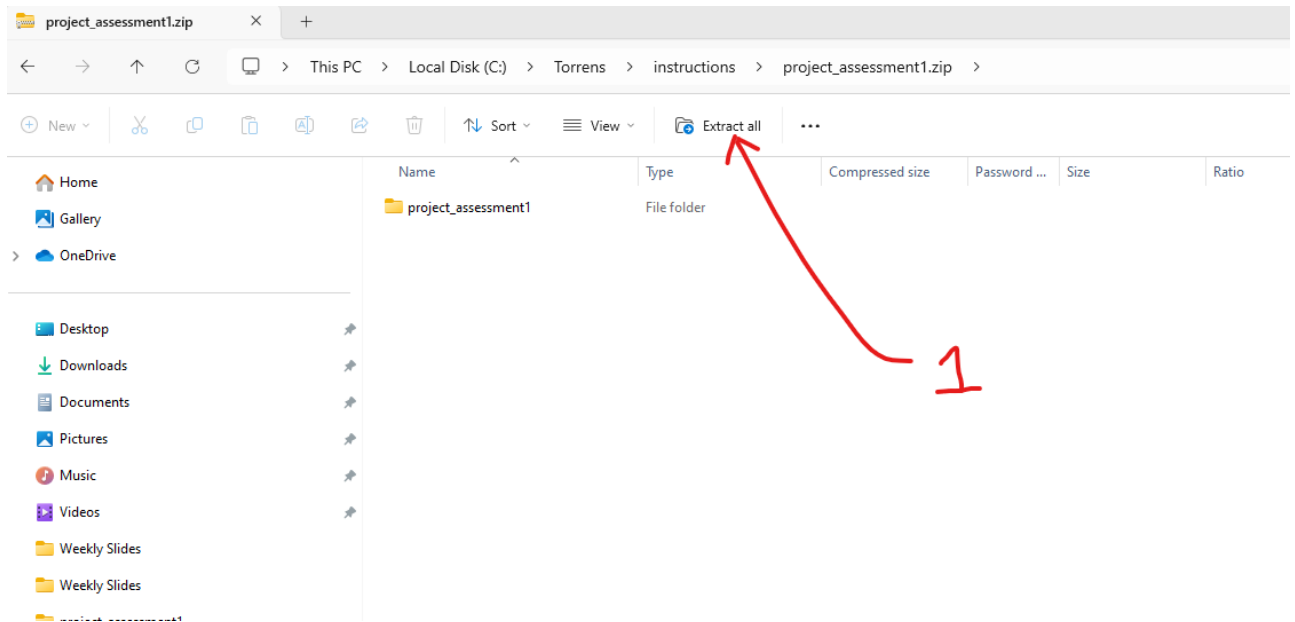 project_assessment1.zip
This PC > Local Disk (C:) > Torrens > instructions > project_assessment1.zip >
New Sort View Extract all ...
Name Type Compressed size Password ... Size Ratio
project_assessment1 File folder
Home
Gallery
OneDrive
Desktop
Downloads
Documents
Pictures
Music
Videos
Weekly Slides
Weekly Slides
project_assessment1
1